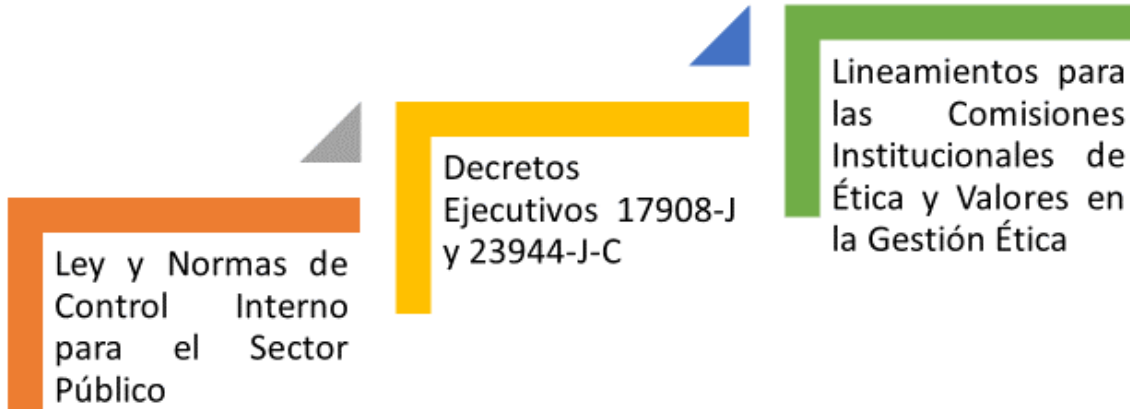 Ley y Normas de
Control Interno
para el Sector
Público
Decretos
Ejecutivos 17908-J
y 23944-J-C
Lineamientos para
las Comisiones
Institucionales de
Ética y Valores en
la Gestión Ética